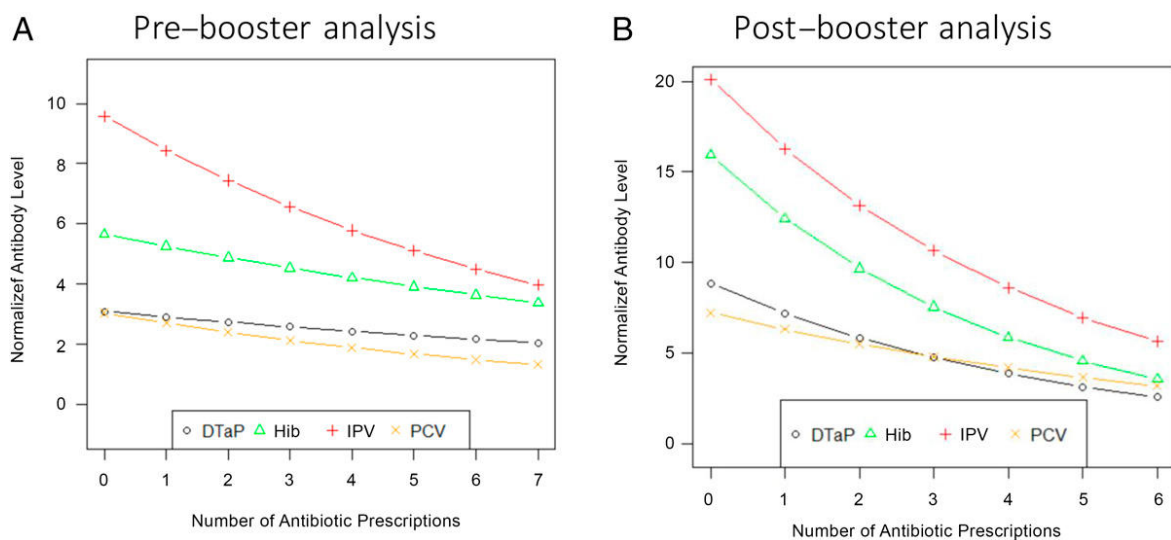 A
Pre–booster analysis
Normalizef Antibody Level
10
8
6
4
2
0
DTaP Hib IPV PCV
0 1 2 3 4 5 6 7
Number of Antibiotic Prescriptions
B
Post–booster analysis
Normalizef Antibody Level
20
15
10
5
0
DTaP Hib IPV PCV
0 1 2 3 4 5 6
Number of Antibiotic Prescriptions